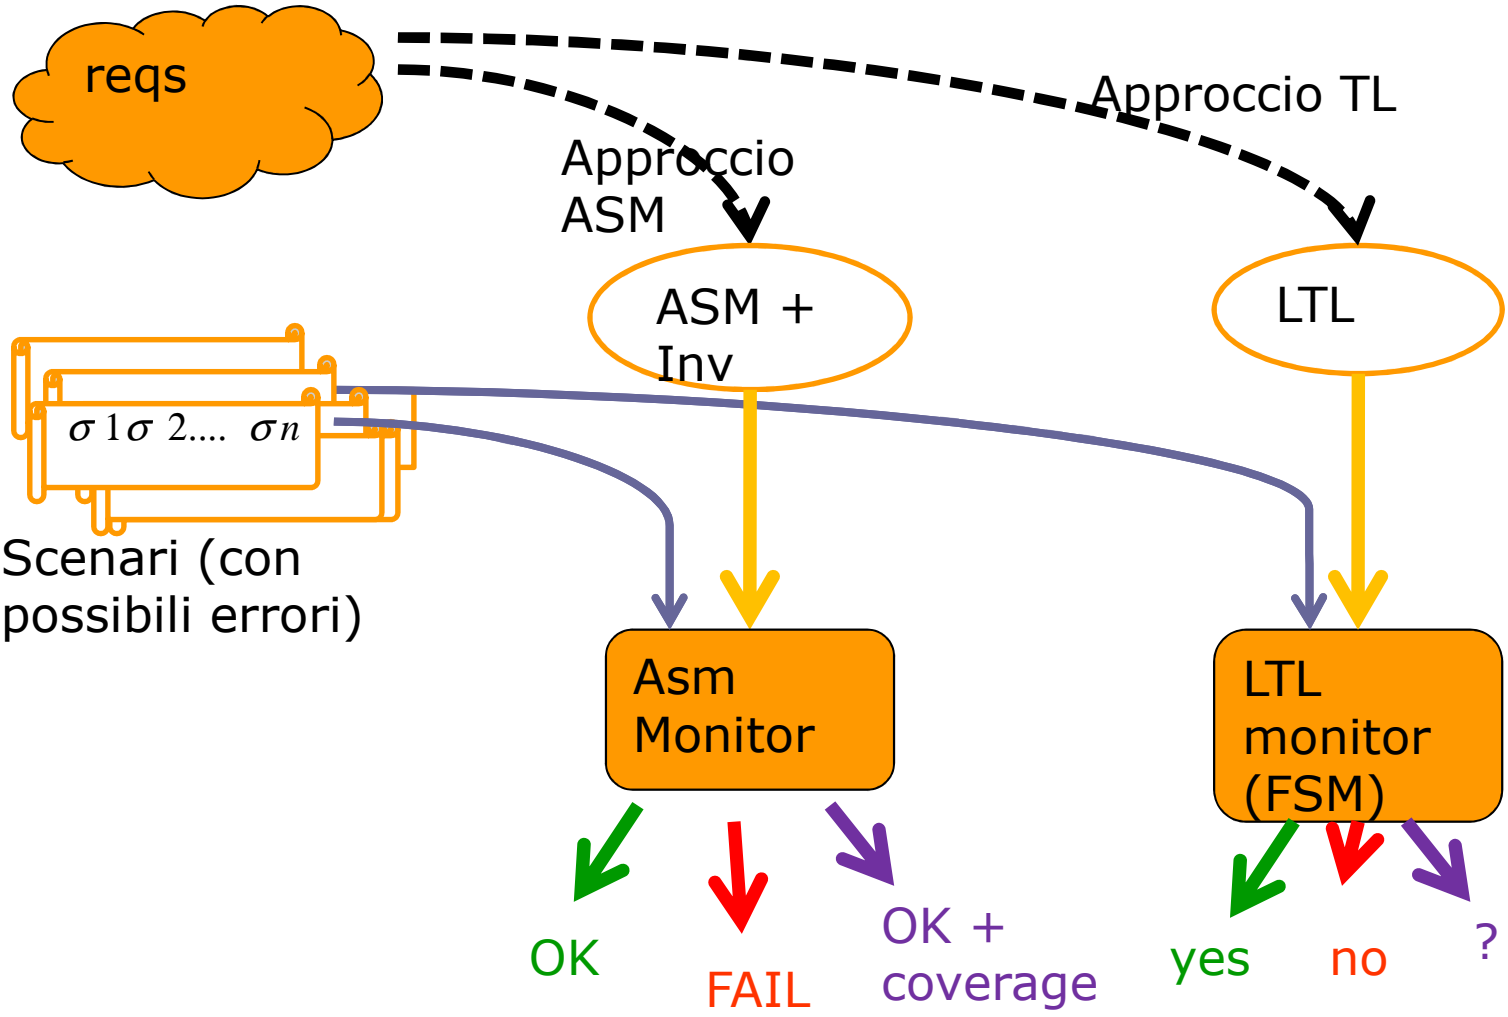 reqs
Approccio TL
Approccio
ASM
ASM +
Inv
LTL
σ 1σ 2.... σn
Scenari (con
possibili errori)
Asm
Monitor
LTL
monitor
(FSM)
OK
FAIL
OK +
coverage
yes
no
?